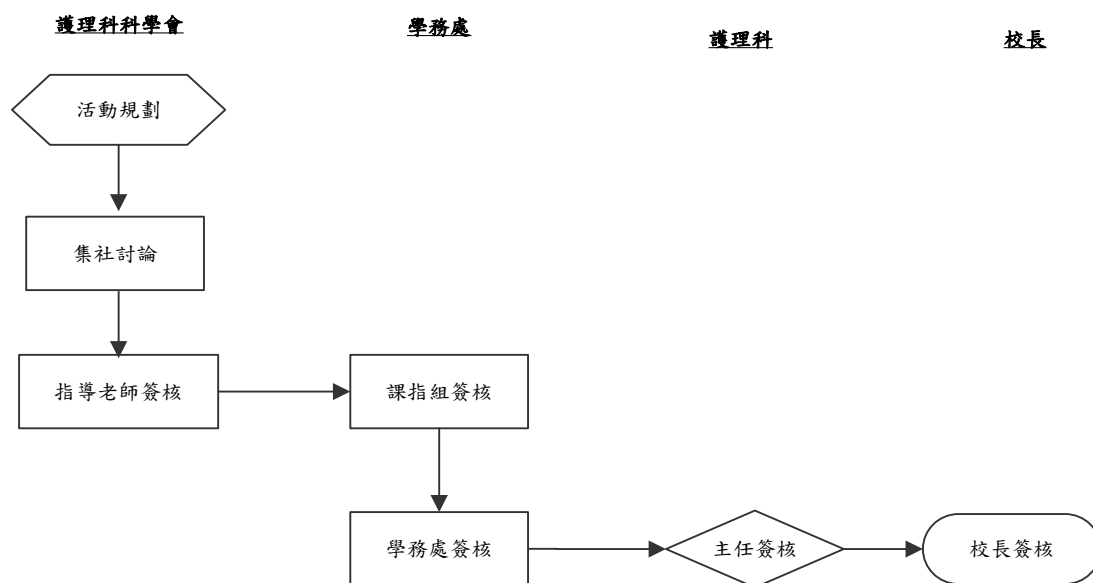 護理科科學會
學務處
護理科
校長
活動規劃
集社討論
指導老師簽核
課指組簽核
學務處簽核
主任簽核
校長簽核